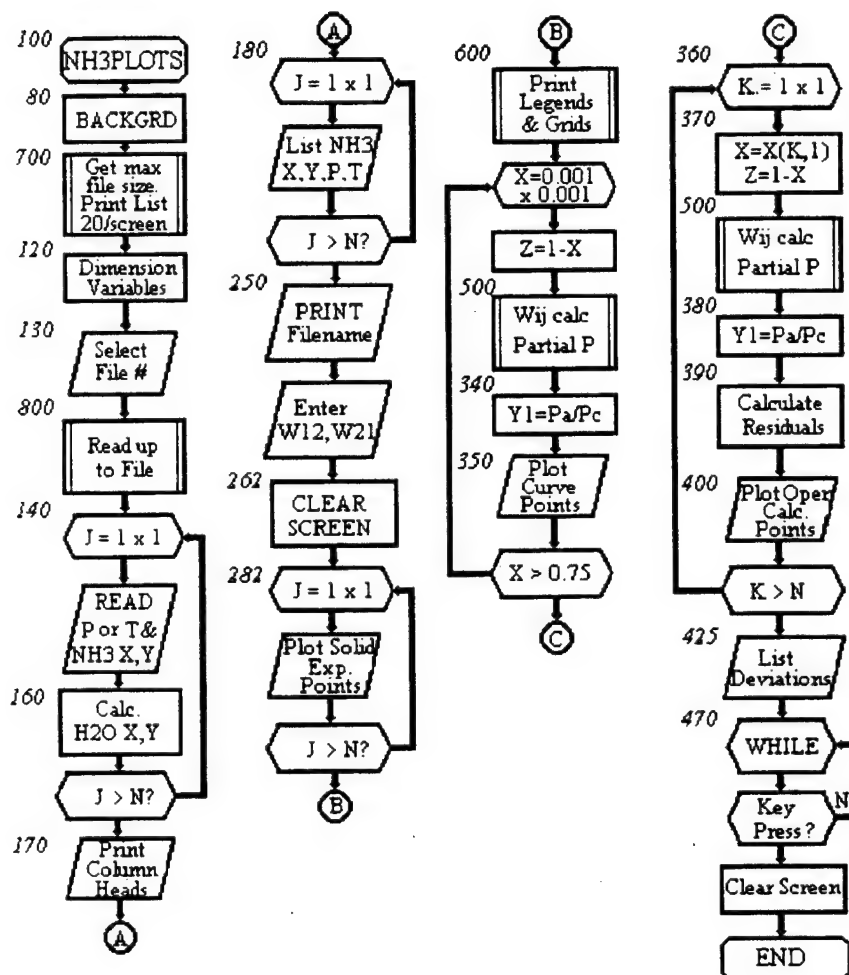 100
NH3PLOTS
80
BACKGRD
700
Get max
file size.
Print List
20/screen
120
Dimension
Variables
130
Select
File #
800
Read up
to File
140
J = 1 x 1
READ
P or T&
NH3 X,Y
160
Calc.
H2O X,Y
J > N?
170
Print
Column
Heads
A
A
180
J = 1 x 1
List NH3
X,Y,P,T
J > N?
250
PRINT
Filename
Enter
W12,W21
262
CLEAR
SCREEN
282
J = 1 x 1
Plot Solid
Exp.
Points
J > N?
B
B
600
Print
Legends
& Grids
X=0.001
x 0.001
Z=1-X
500
Wij calc
Partial P
340
Y1=Pa/Pc
350
Plot
Curve
Points
X > 0.75
C
C
360
K.= 1 x 1
370
X=X(K,1)
Z=1-X
500
Wij calc
Partial P
380
Y1=Pa/Pc
390
Calculate
Residuals
400
Plot Open
Calc.
Points
K > N
425
List
Deviations
470
WHILE
Key
Press?
N
Clear Screen
END